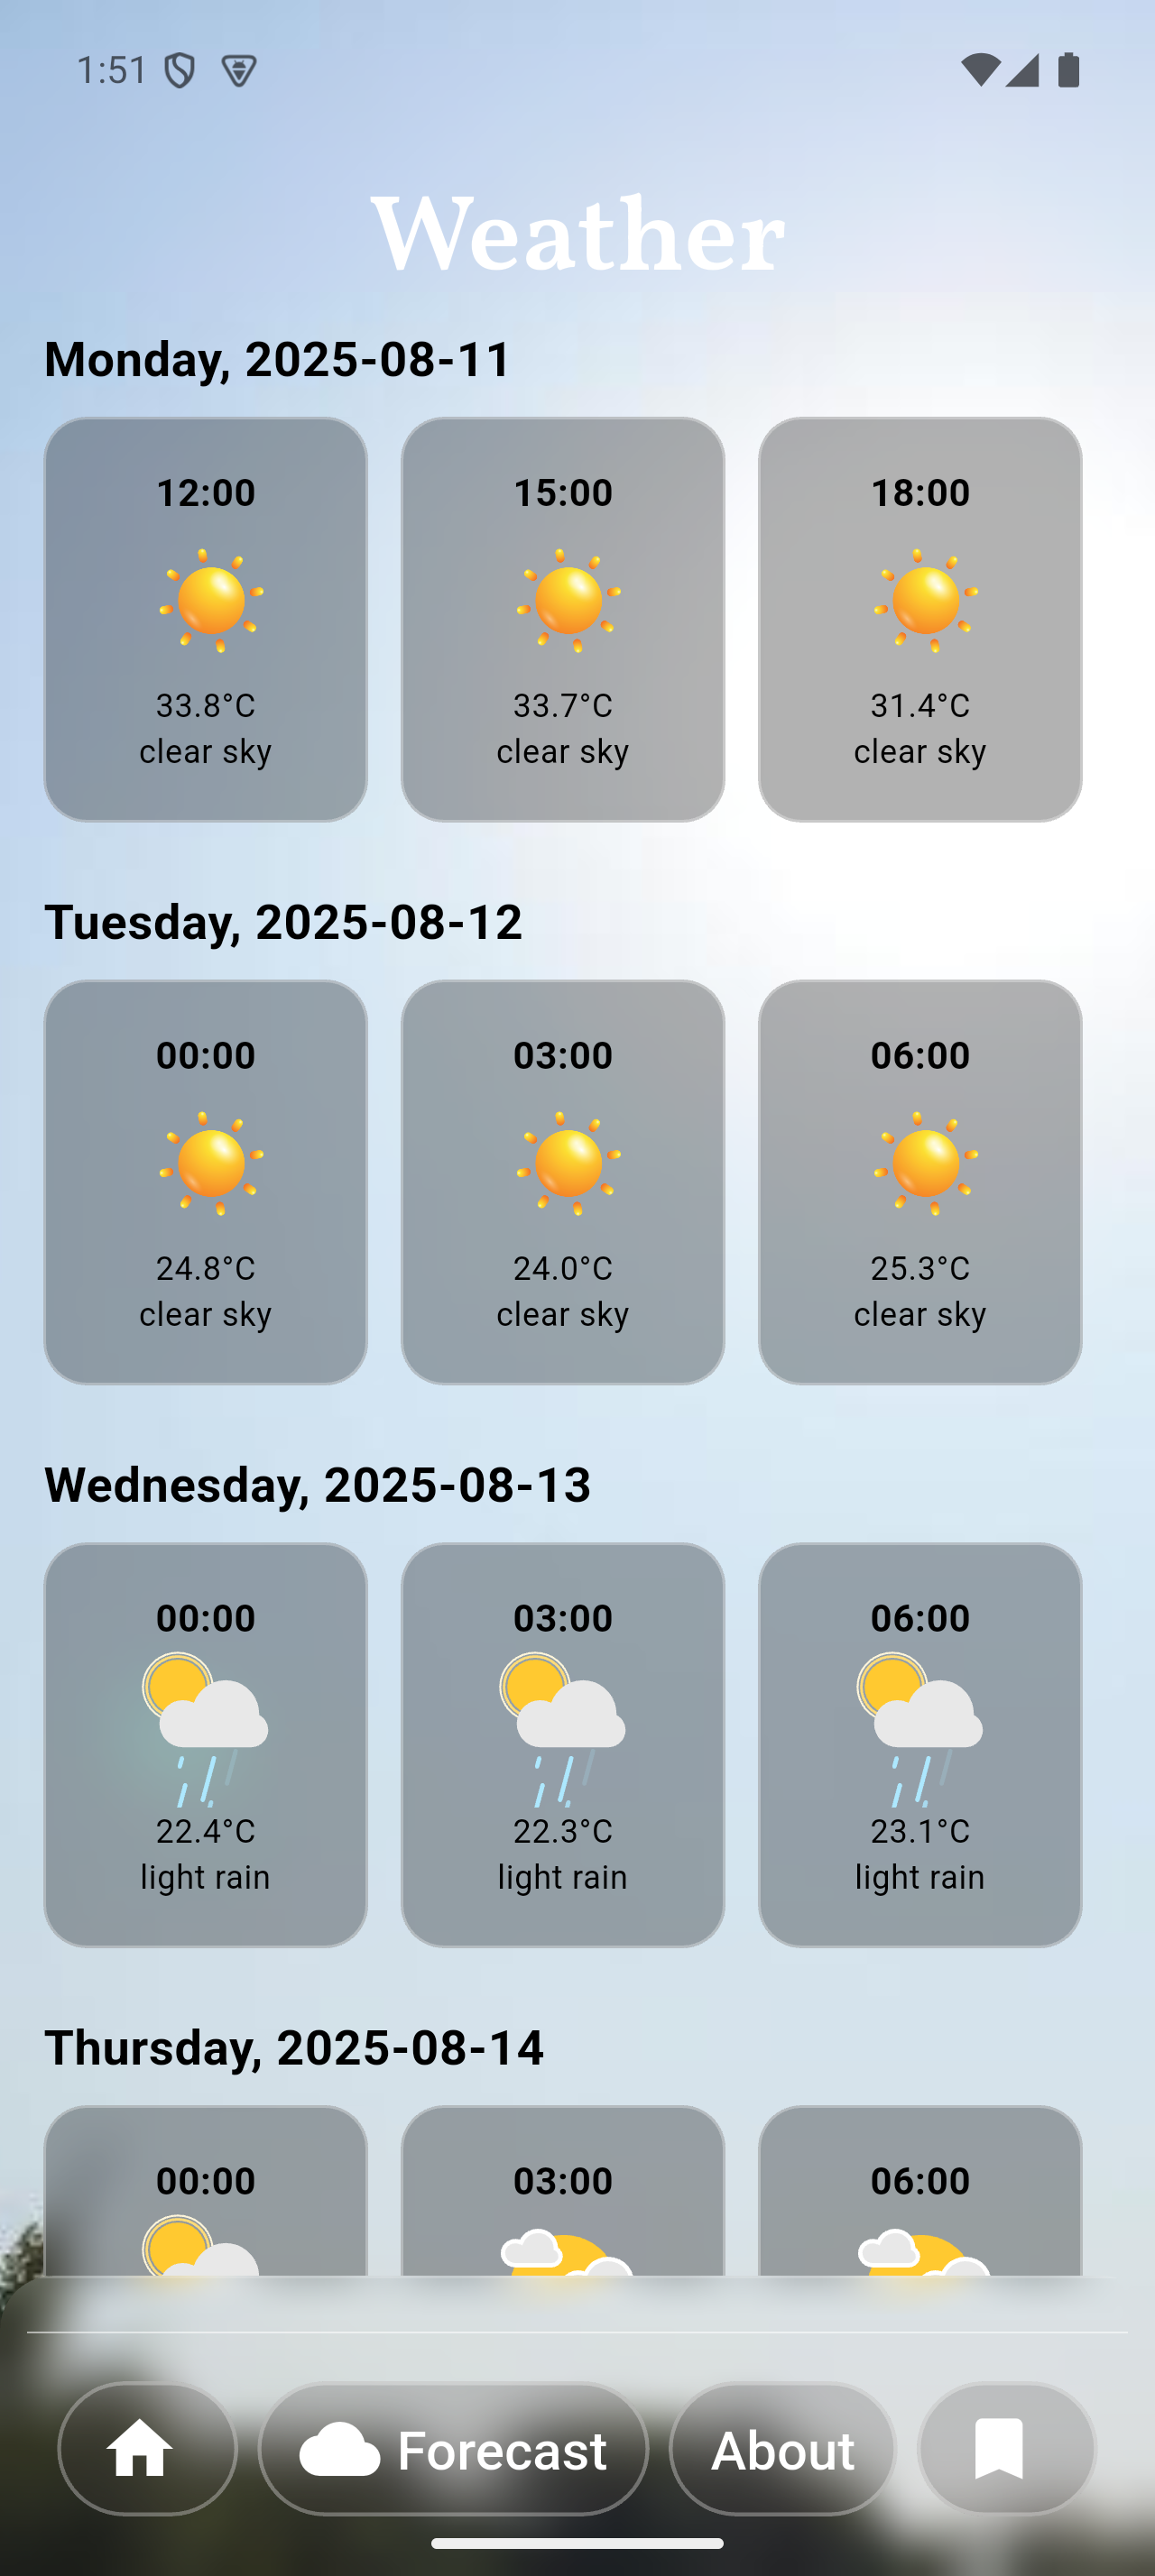 1:51
Weather
Monday, 2025-08-11
12:00 15:00 18:00
33.8°C 33.7°C 31.4°C
clear sky clear sky clear sky
Tuesday, 2025-08-12
00:00 03:00 06:00
24.8°C 24.0°C 25.3°C
clear sky clear sky clear sky
Wednesday, 2025-08-13
00:00 03:00 06:00
22.4°C 22.3°C 23.1°C
light rain light rain light rain
Thursday, 2025-08-14
00:00 03:00 06:00
Forecast About